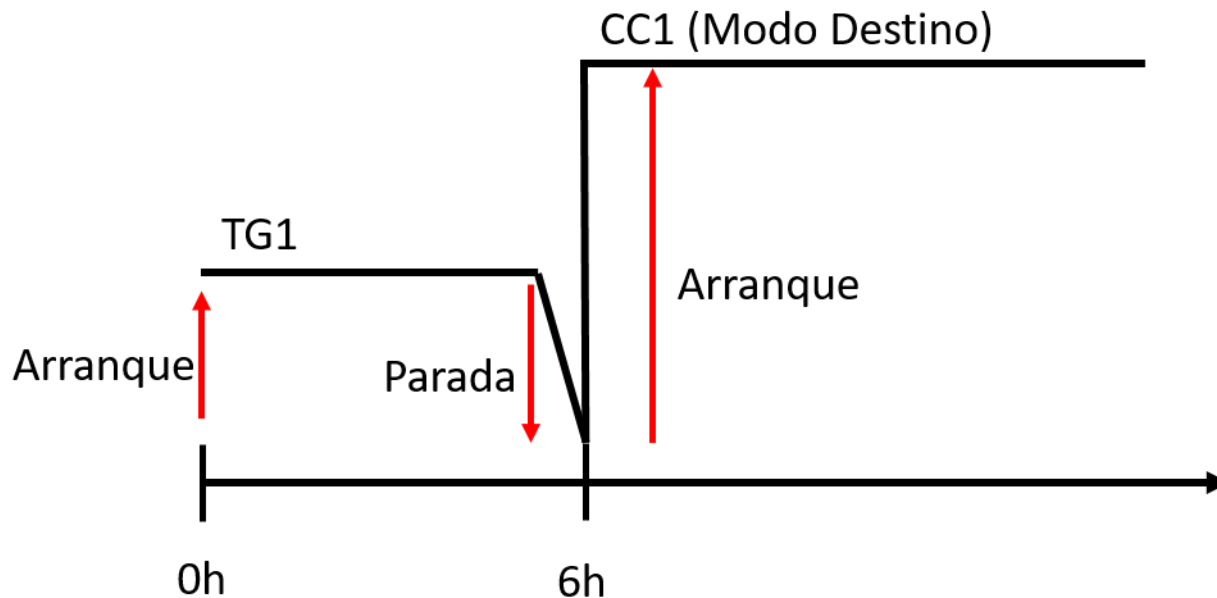 CC1 (Modo Destino)
TG1
Arranque
Arranque
Parada
0h
6h